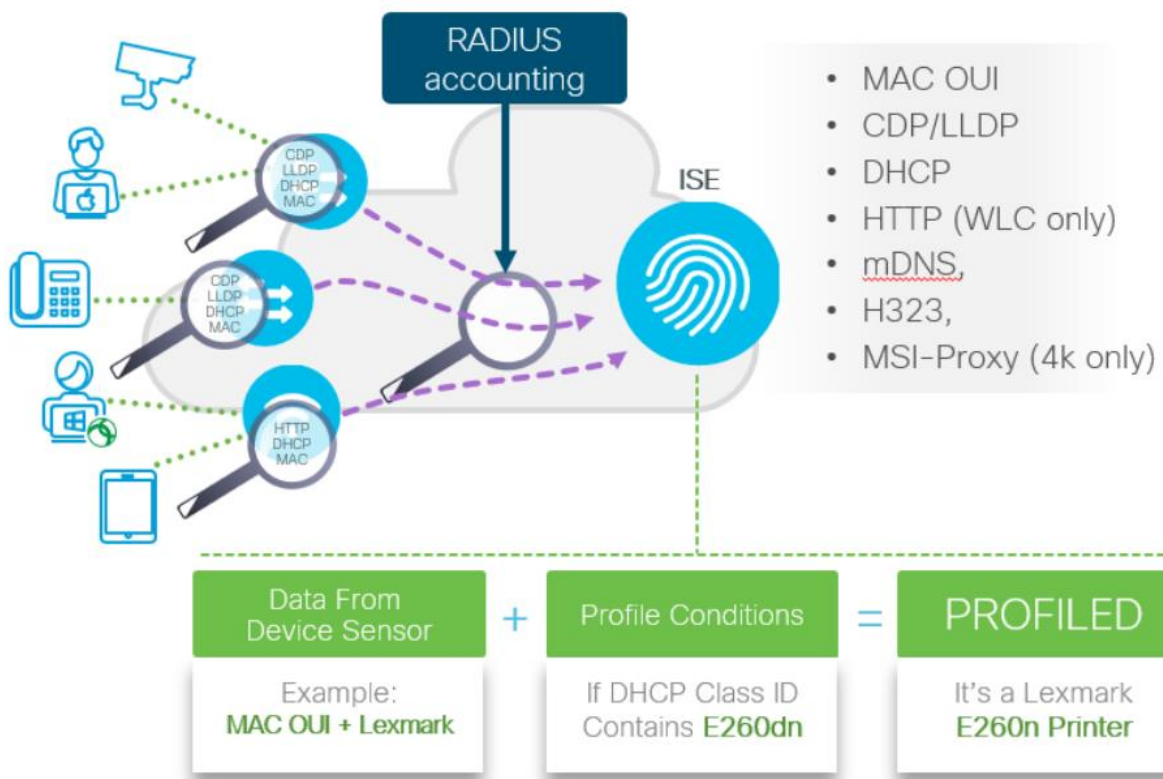 RADIUS
accounting
ISE
CDP
LLDP
DHCP
MAC
CDP
LLDP
DHCP
MAC
HTTP
DHCP
MAC
• MAC OUI
• CDP/LLDP
• DHCP
• HTTP (WLC only)
• mDNS,
• H323,
• MSI-Proxy (4k only)
Data From
Device Sensor
+
Profile Conditions
=
PROFILED
Example:
MAC OUI + Lexmark
If DHCP Class ID
Contains E260dn
It's a Lexmark
E260n Printer